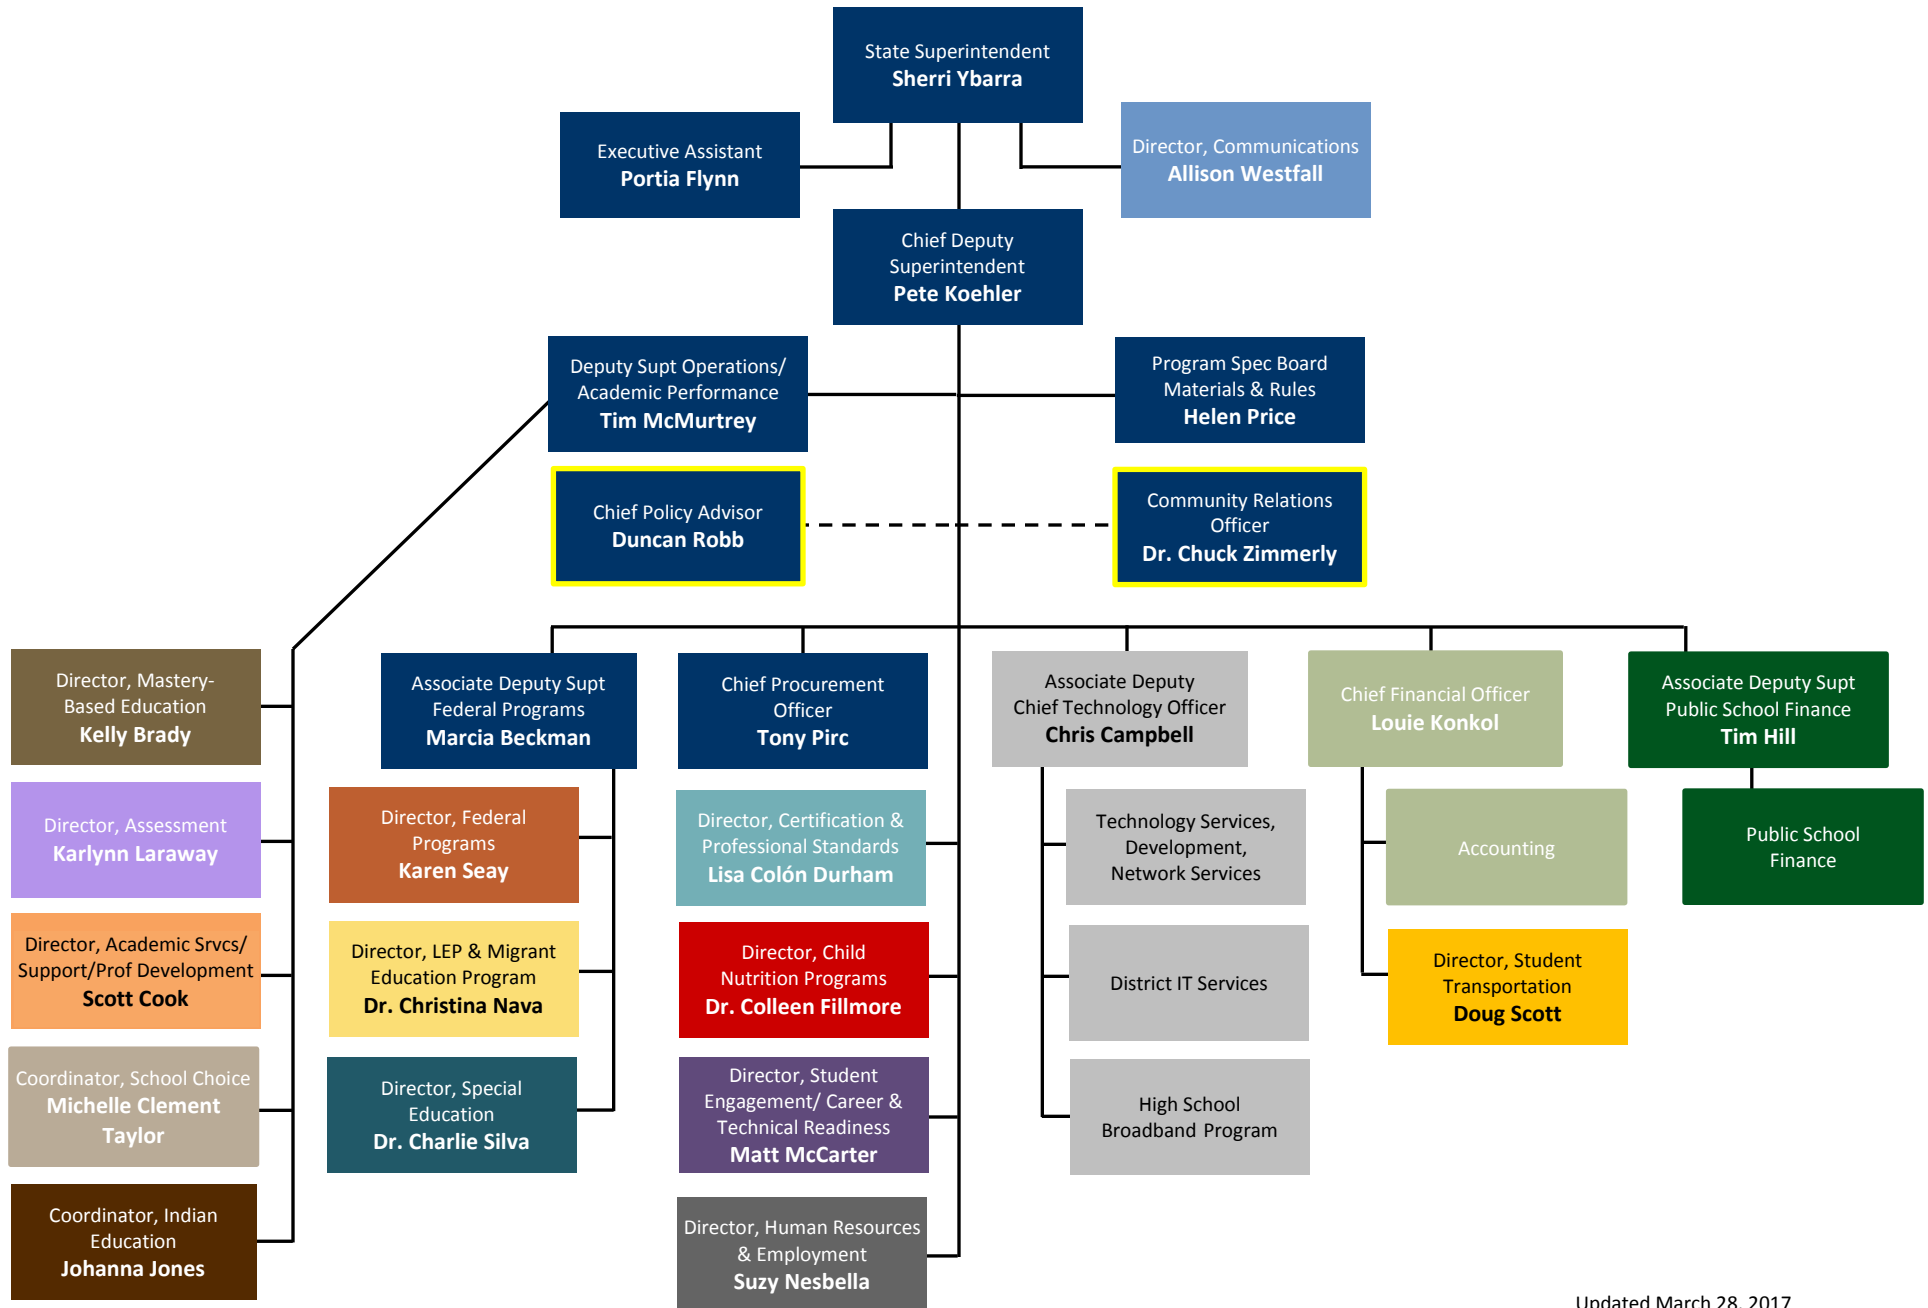 State Superintendent
Sherri Ybarra
Executive Assistant
Portia Flynn
Director, Communications
Allison Westfall
Chief Deputy
Superintendent
Pete Koehler
Deputy Supt Operations/
Academic Performance
Tim McMurtrey
Program Spec Board
Materials & Rules
Helen Price
Chief Policy Advisor
Duncan Robb
Community Relations
Officer
Dr. Chuck Zimmerly
Director, Mastery-
Based Education
Kelly Brady
Director, Assessment
Karlynn Laraway
Director, Academic Srvcs/
Support/Prof Development
Scott Cook
Coordinator, School Choice
Michelle Clement
Taylor
Coordinator, Indian
Education
Johanna Jones
Associate Deputy Supt
Federal Programs
Marcia Beckman
Director, Federal
Programs
Karen Seay
Director, LEP & Migrant
Education Program
Dr. Christina Nava
Director, Special
Education
Dr. Charlie Silva
Chief Procurement
Officer
Tony Pirc
Director, Certification &
Professional Standards
Lisa Colón Durham
Director, Child
Nutrition Programs
Dr. Colleen Fillmore
Director, Student
Engagement/ Career &
Technical Readiness
Matt McCarter
Director, Human Resources
& Employment
Suzy Nesbella
Associate Deputy
Chief Technology Officer
Chris Campbell
Technology Services,
Development,
Network Services
District IT Services
High School
Broadband Program
Chief Financial Officer
Louie Konkol
Accounting
Director, Student
Transportation
Doug Scott
Associate Deputy Supt
Public School Finance
Tim Hill
Public School
Finance
Updated March 28, 2017